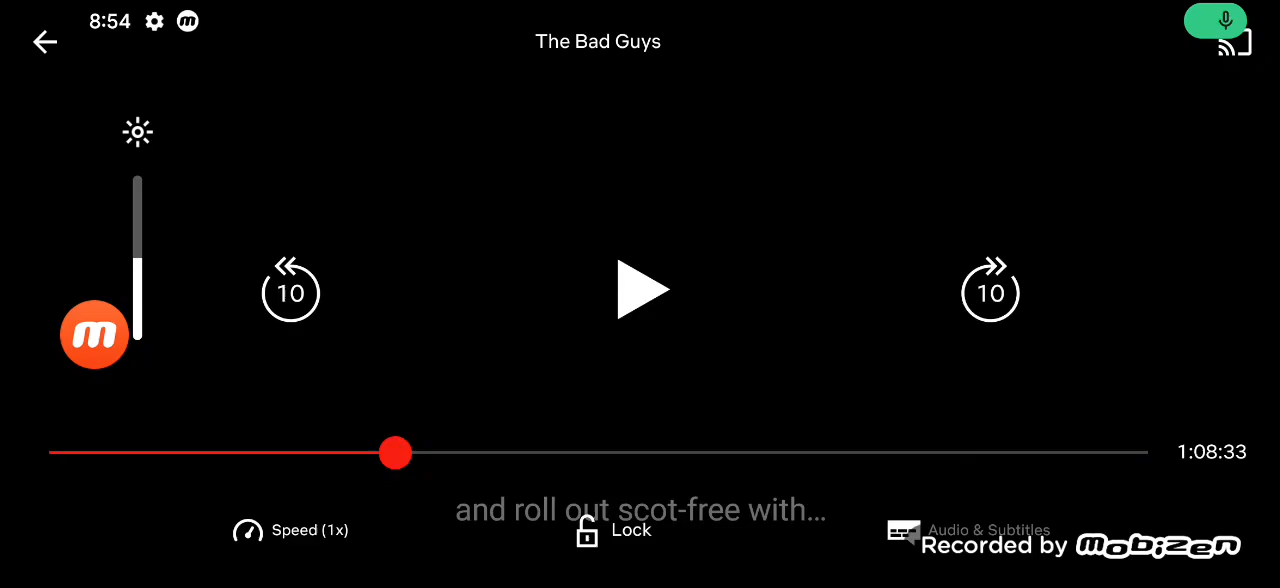 8:54
The Bad Guys
10
10
1:08:33
and roll out scot-free with...
Speed (1x)
Lock
Audio & Subtitles
Recorded by mobizen